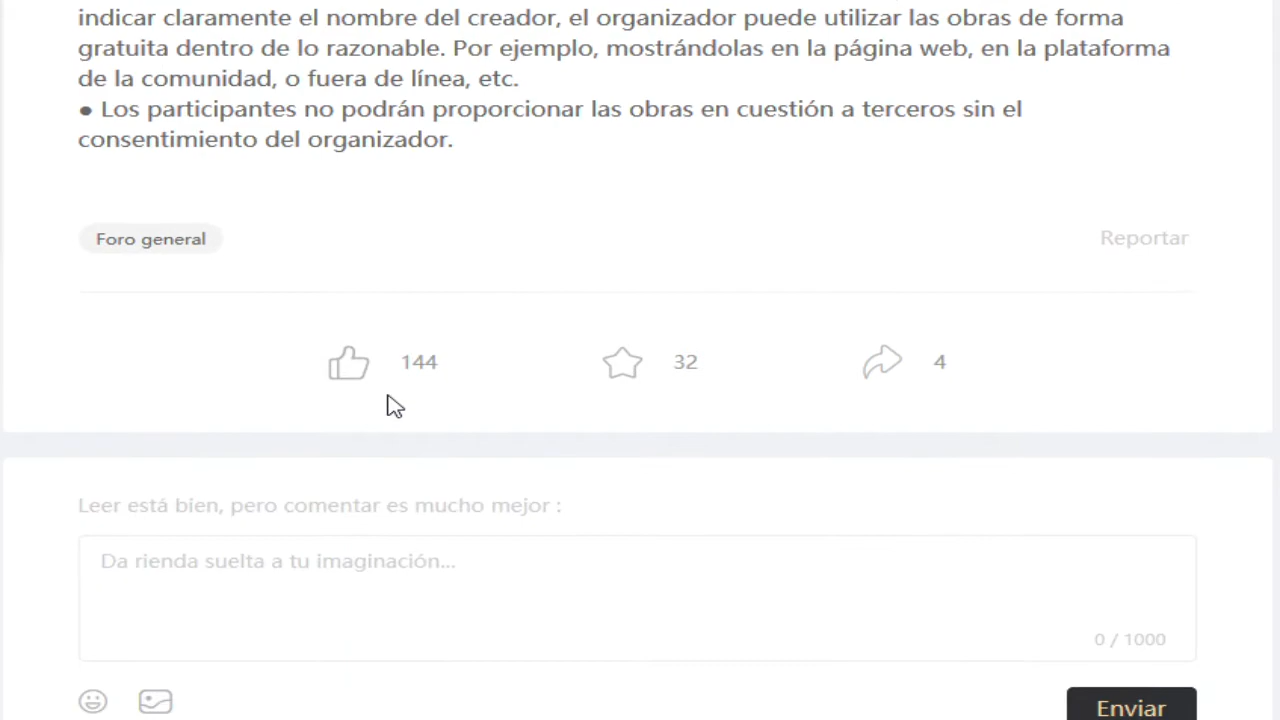 indicar claramente el nombre del creador, el organizador puede utilizar las obras de forma
gratuita dentro de lo razonable. Por ejemplo, mostrándolas en la página web, en la plataforma
de la comunidad, o fuera de línea, etc.
● Los participantes no podrán proporcionar las obras en cuestión a terceros sin el
consentimiento del organizador.
Foro general
Reportar
144
32
4
Leer está bien, pero comentar es mucho mejor :
Da rienda suelta a tu imaginación...
0 / 1000
Enviar